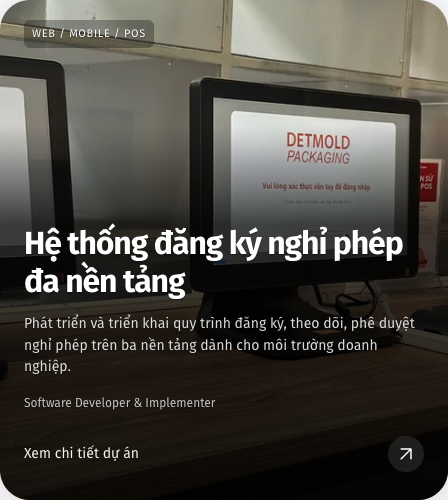 WEB / MOBILE / POS
DETMOLD
PACKAGING
Vui lòng xác thực vân tay để đăng nhập
Hệ thống đăng ký nghỉ phép
đa nền tảng
Phát triển và triển khai quy trình đăng ký, theo dõi, phê duyệt
nghỉ phép trên ba nền tảng dành cho môi trường doanh
nghiệp.
Software Developer & Implementer
Xem chi tiết dự án